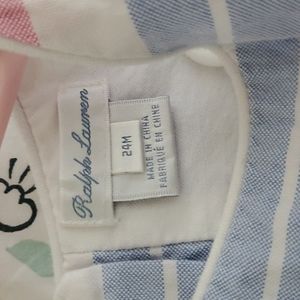 Ralph Lauren
24M
MADE IN CHINA
FABRIQUÉ EN CHINE